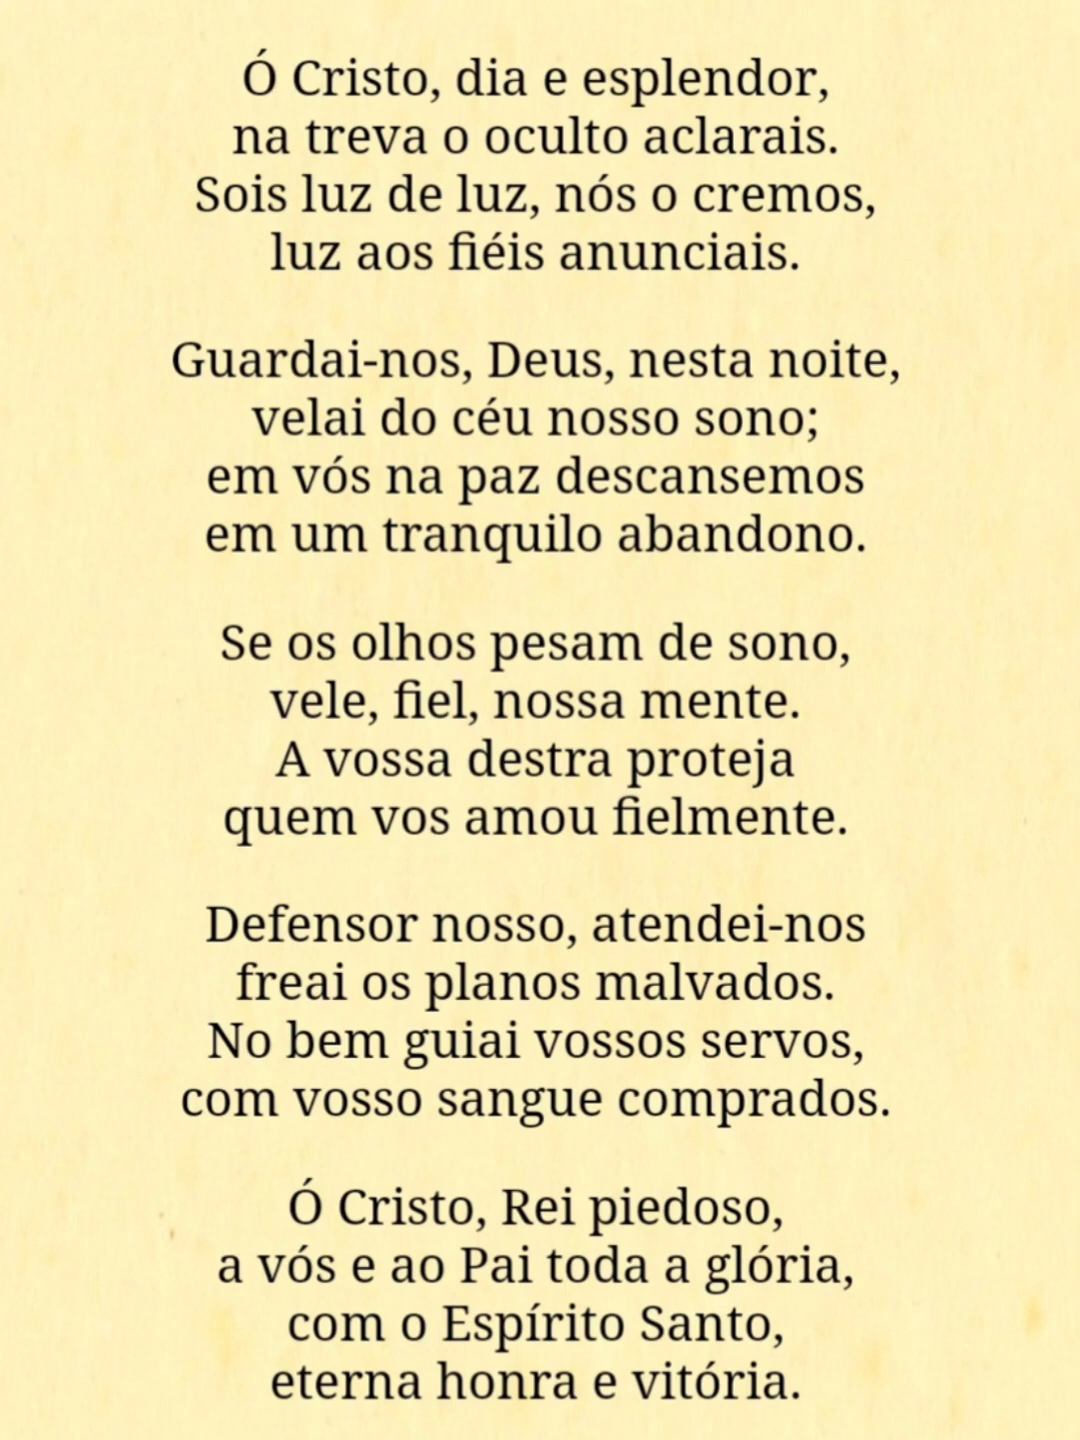 Ó Cristo, dia e esplendor,
na treva o oculto aclarais.
Sois luz de luz, nós o cremos,
luz aos fiéis anunciais.
Guardai-nos, Deus, nesta noite,
velai do céu nosso sono;
em vós na paz descansemos
em um tranquilo abandono.
Se os olhos pesam de sono,
vele, fiel, nossa mente.
A vossa destra proteja
quem vos amou fielmente.
Defensor nosso, atendei-nos
freai os planos malvados.
No bem guiai vossos servos,
com vosso sangue comprados.
Ó Cristo, Rei piedoso,
a vós e ao Pai toda a glória,
com o Espírito Santo,
eterna honra e vitória.